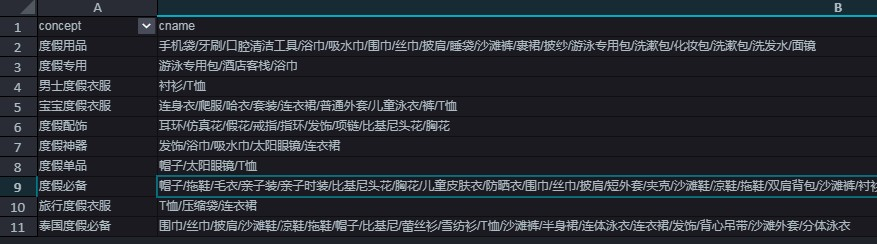 A B
1 concept cname
2 度假用品 手机袋/牙刷/口腔清洁工具/浴巾/吸水巾/围巾/丝巾/披肩/睡袋/沙滩裤/裹裙/披纱/游泳专用包/洗漱包/化妆包/洗漱包/洗发水/面镜
3 度假专用 游泳专用包/酒店客栈/浴巾
4 男士度假衣服 衬衫/T恤
5 宝宝度假衣服 连身衣/爬服/哈衣/套装/连衣裙/普通外套/儿童泳衣/裤/T恤
6 度假配饰 耳环/仿真花/假花/戒指/指环/发饰/项链/比基尼头花/胸花
7 度假神器 发饰/浴巾/吸水巾/太阳眼镜/连衣裙
8 度假单品 帽子/太阳眼镜/T恤
9 度假必备 帽子/拖鞋/毛衣/亲子装/亲子时装/比基尼头花/胸花/儿童皮肤衣/防晒衣/围巾/丝巾/披肩/短外套/夹克/沙滩鞋/凉鞋/拖鞋/双肩背包/沙滩裤/衬衫
10 旅行度假衣服 T恤/压缩袋/连衣裙
11 泰国度假必备 围巾/丝巾/披肩/沙滩鞋/凉鞋/拖鞋/帽子/比基尼/蕾丝衫/雪纺衫/T恤/沙滩裤/半身裙/连体泳衣/连衣裙/发饰/背心吊带/沙滩外套/分体泳衣